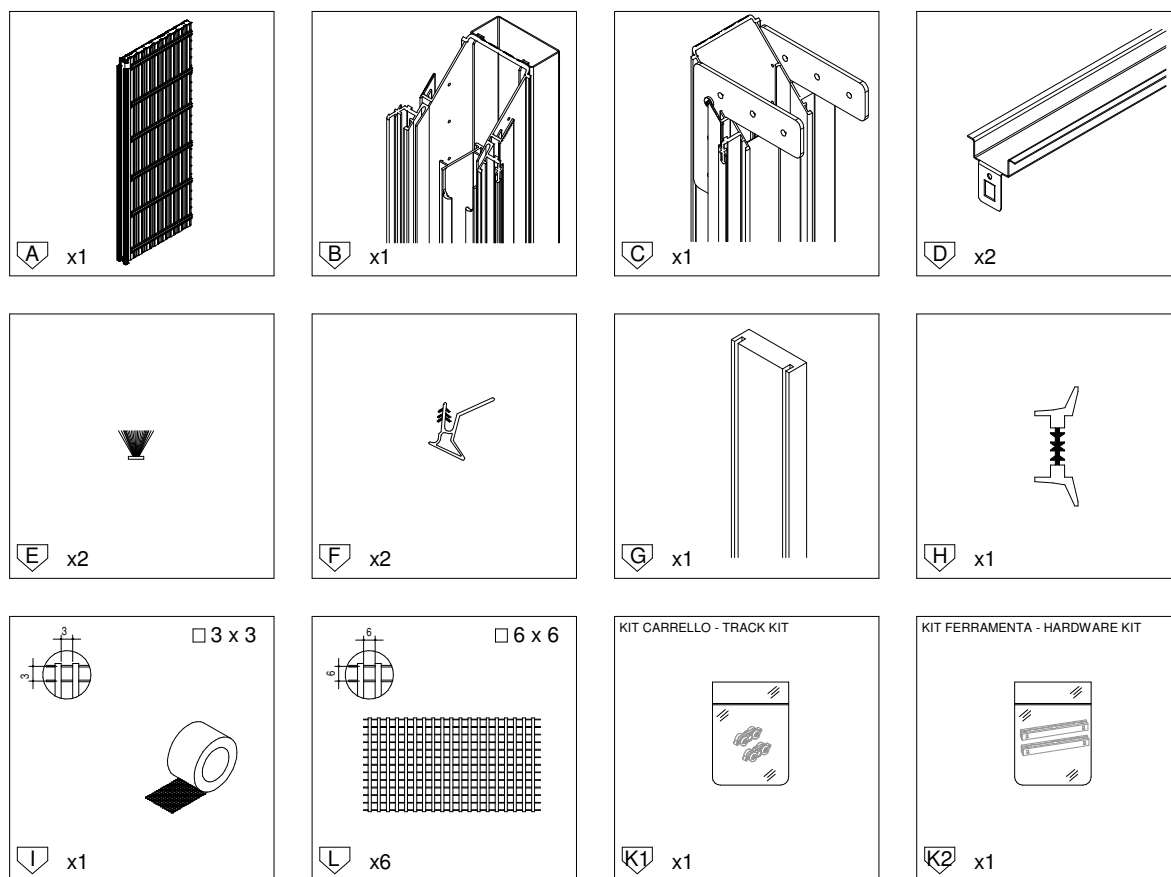 A x1
B x1
C x1
D x2
E x2
F x2
G x1
H x1
3
□ 3 x 3
3
I x1
6
□ 6 x 6
6
L x6
KIT CARRELLO - TRACK KIT
K1 x1
KIT FERRAMENTA - HARDWARE KIT
K2 x1